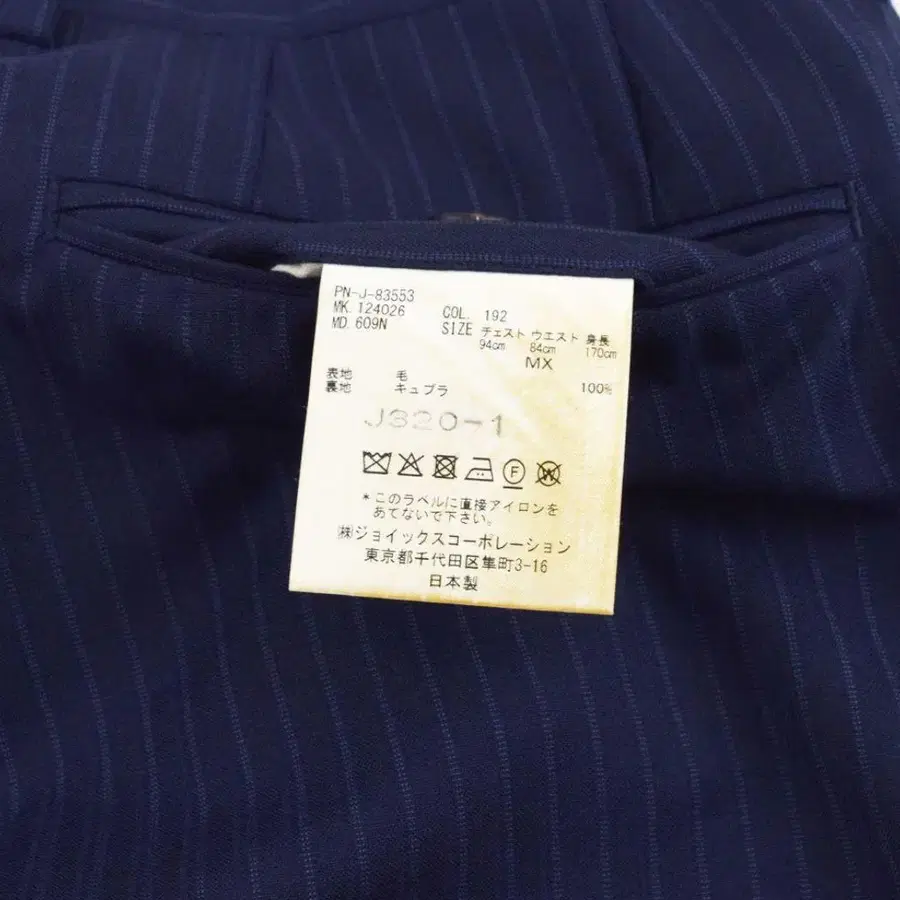 PN-J-83553
MK. 124026 COL. 192
MD. 609N SIZE チェスト ウエスト 身長
94cm 84cm 170cm
MX
表地 毛
裏地 キュプラ 100%
J320-1
F W
*このラベルに直接アイロンを
あてないで下さい。
㈱ジョイックスコーポレーション
東京都千代田区隼町3-16
日本製